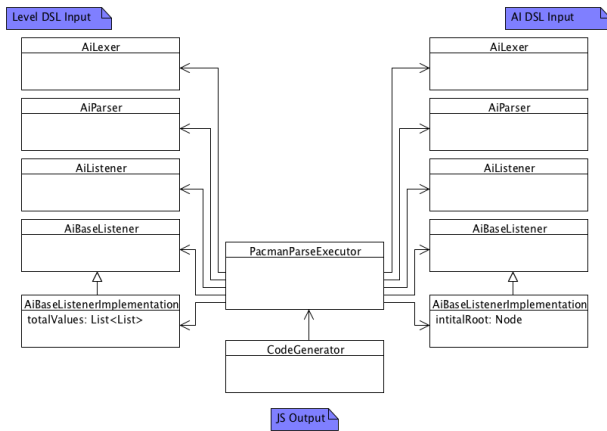 Level DSL Input
AI DSL Input
AiLexer
AiLexer
AiParser
AiParser
AiListener
AiListener
AiBaseListener
AiBaseListener
PacmanParseExecutor
AiBaseListenerImplementation
totalValues: List<List>
AiBaseListenerImplementation
intitalRoot: Node
CodeGenerator
JS Output